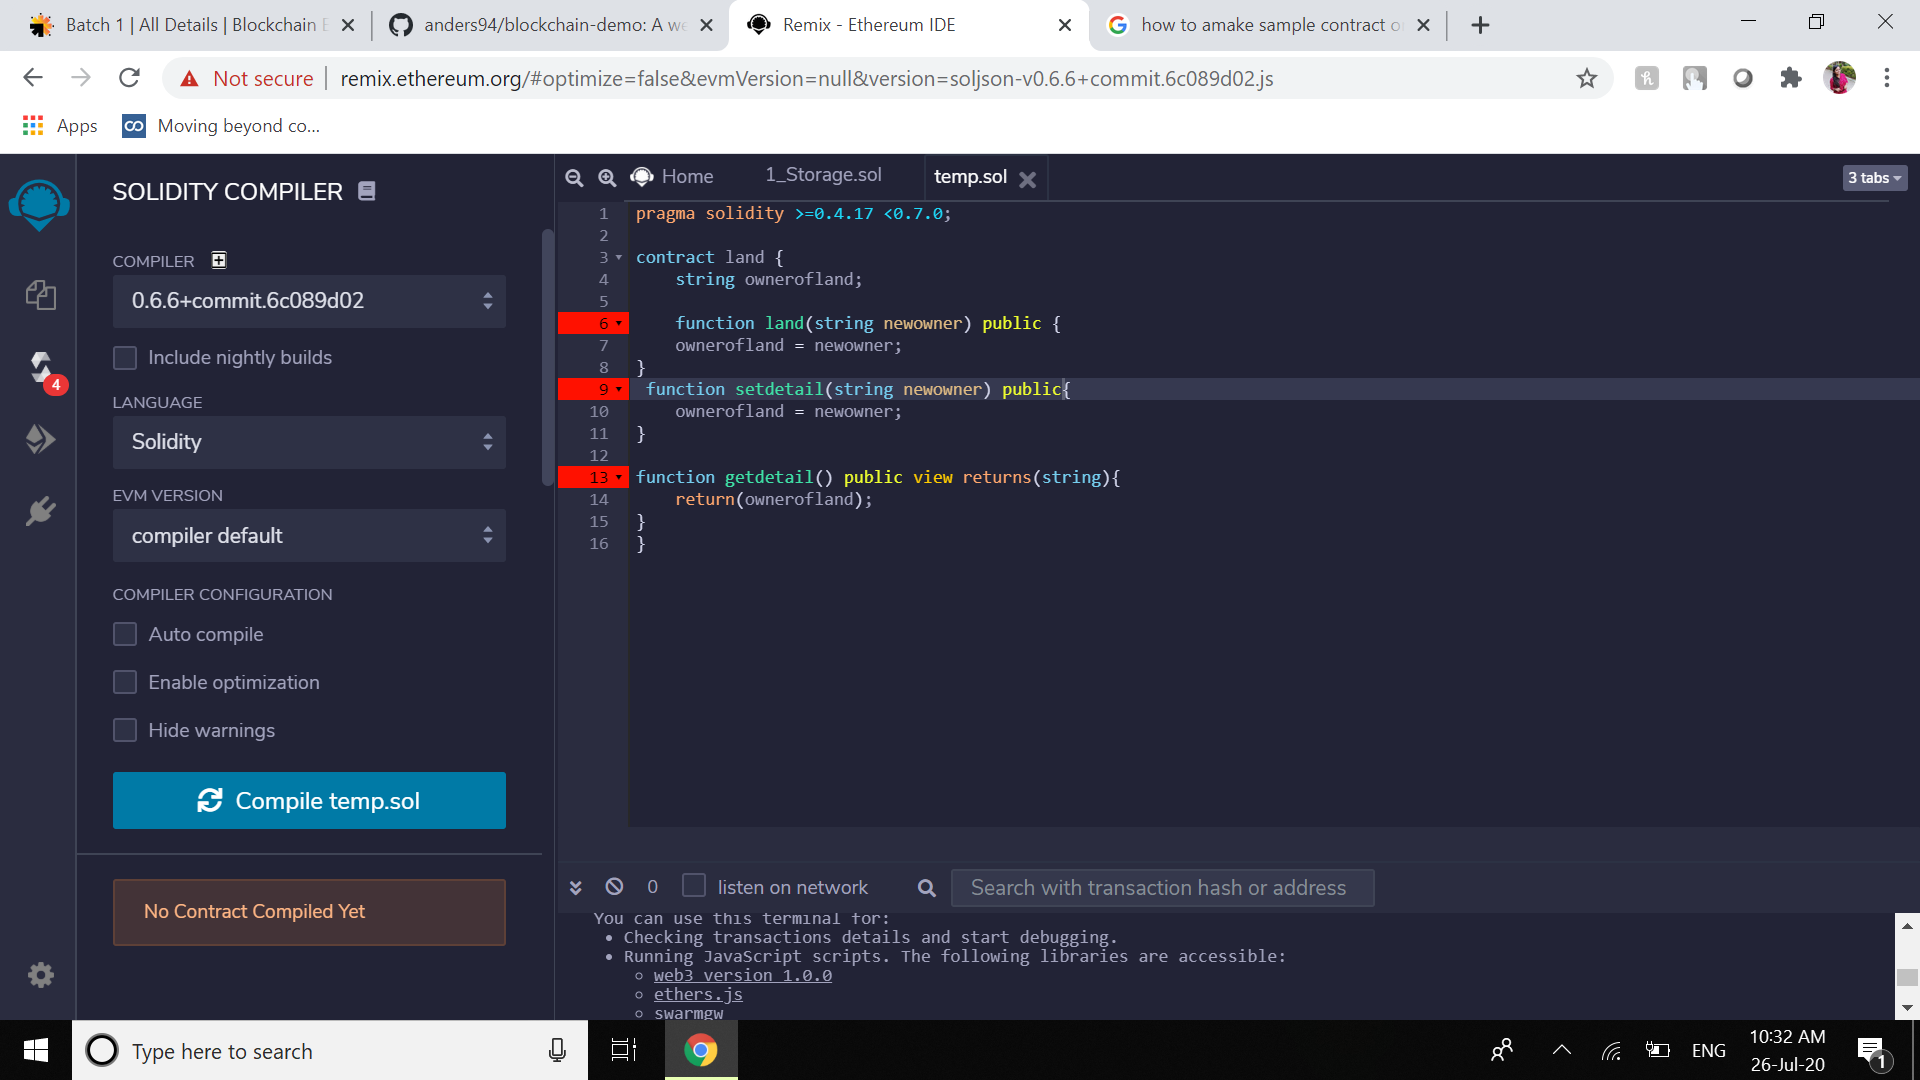 Batch 1 | All Details | Blockchain
anders94/blockchain-demo: A we
Remix - Ethereum IDE
how to amake sample contract o
Not secure
remix.ethereum.org/#optimize=false&evmVersion=null&version=soljson-v0.6.6+commit.6c089d02.js
Apps
Moving beyond co...
SOLIDITY COMPILER
COMPILER
0.6.6+commit.6c089d02
Include nightly builds
4
LANGUAGE
Solidity
EVM VERSION
compiler default
COMPILER CONFIGURATION
Auto compile
Enable optimization
Hide warnings
Compile temp.sol
No Contract Compiled Yet
Home
1_Storage.sol
temp.sol
3 tabs
1 pragma solidity >=0.4.17 <0.7.0;
2
3 contract land {
4 string ownerofland;
5
6 function land(string newowner) public {
7 ownerofland = newowner;
8 }
9 function setdetail(string newowner) public{
10 ownerofland = newowner;
11 }
12
13 function getdetail() public view returns(string){
14 return(ownerofland);
15 }
16 }
0
listen on network
Search with transaction hash or address
You can use this terminal for:
• Checking transactions details and start debugging.
• Running JavaScript scripts. The following libraries are accessible:
○ web3 version 1.0.0
○ ethers.js
○ swarmgw
Type here to search
ENG
10:32 AM
26-Jul-20
1